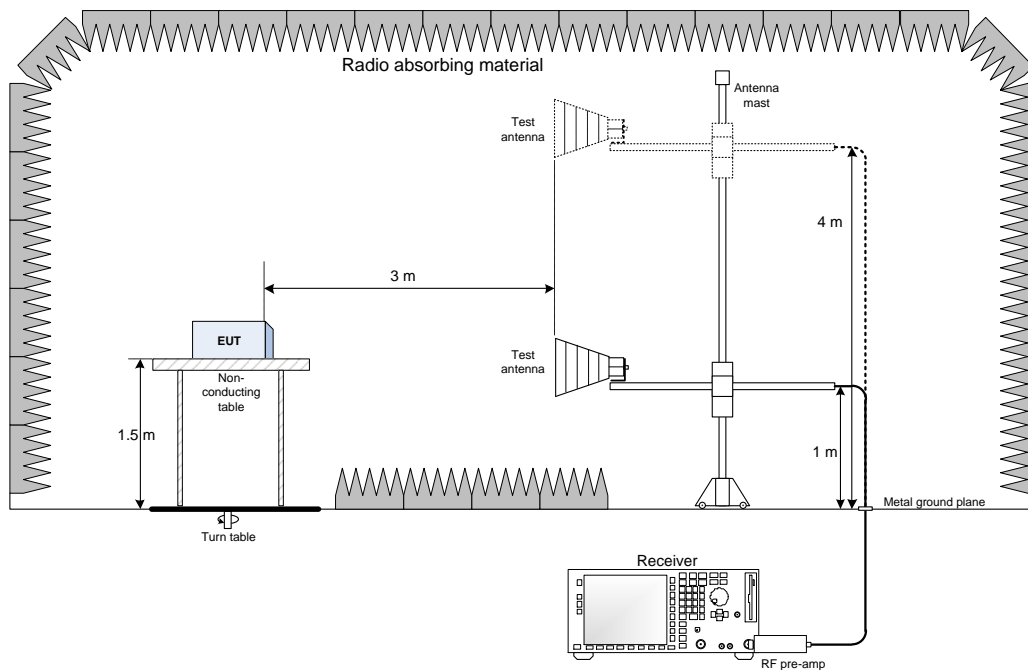 Radio absorbing material
Antenna
mast
Test
antenna
4 m
3 m
EUT
Test
antenna
Non-
conducting
table
1.5 m
1 m
Metal ground plane
Turn table
Receiver
RF pre-amp